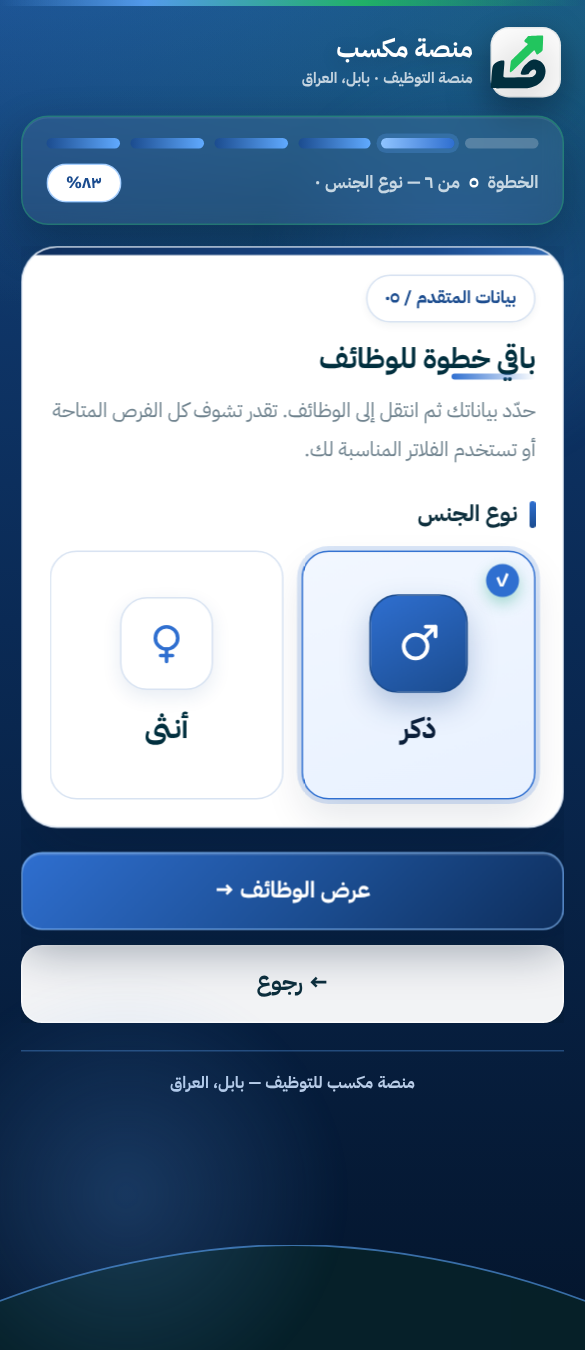 منصة مكسب
منصة التوظيف · بابل، العراق
الخطوة ٥ من ٦ — نوع الجنس ·
٨٣%
بيانات المتقدم / ٠٥
باقي خطوة للوظائف
حدّد بياناتك ثم انتقل إلى الوظائف. تقدر تشوف كل الفرص المتاحة
أو تستخدم الفلاتر المناسبة لك.
نوع الجنس
ذكر
أنثى
عرض الوظائف →
← رجوع
منصة مكسب للتوظيف — بابل، العراق